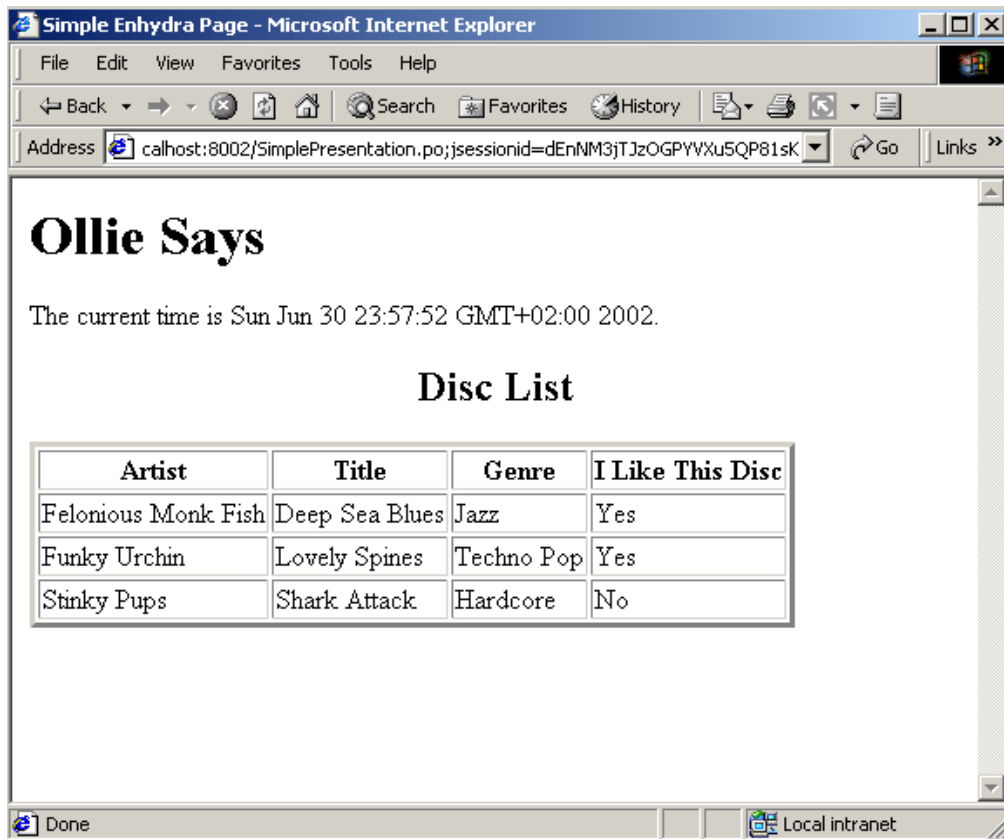 Simple Enhydra Page - Microsoft Internet Explorer
File Edit View Favorites Tools Help
Back Search Favorites History
Address calhost:8002/SimplePresentation.po;jsessionid=dEnNM3jTJzOGPYVXu5QP81sK Go Links »
Ollie Says
The current time is Sun Jun 30 23:57:52 GMT+02:00 2002.
Disc List
Artist Title Genre I Like This Disc
Felonious Monk Fish Deep Sea Blues Jazz Yes
Funky Urchin Lovely Spines Techno Pop Yes
Stinky Pups Shark Attack Hardcore No
Done Local intranet